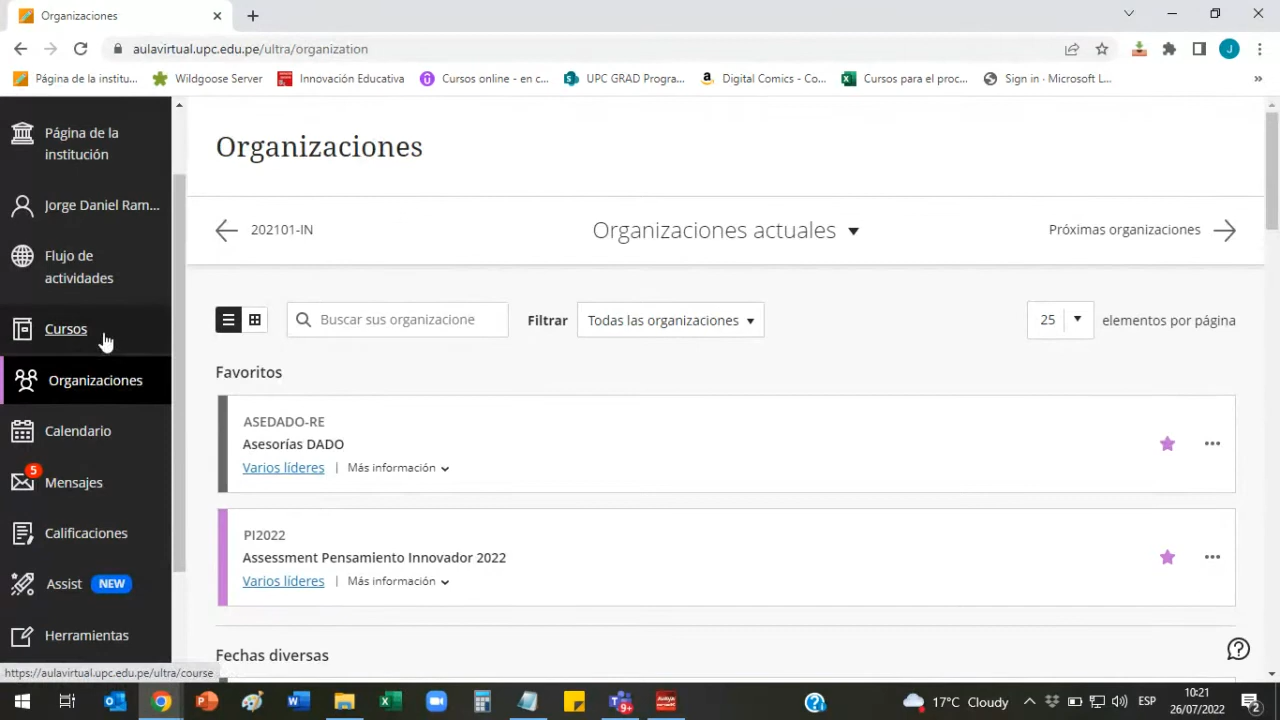 Organizaciones
aulavirtual.upc.edu.pe/ultra/organization
J
Página de la institu...
Wildgoose Server
Innovación Educativa
Cursos online - en c...
UPC GRAD Progra...
Digital Comics - Co...
Cursos para el proc...
Sign in · Microsoft L...
»
Página de la
institución
Jorge Daniel Ram...
Flujo de
actividades
Cursos
Organizaciones
Calendario
5
Mensajes
Calificaciones
Assist NEW
Herramientas
https://aulavirtual.upc.edu.pe/ultra/course
Organizaciones
202101-IN
Organizaciones actuales
Próximas organizaciones
Buscar sus organizacione
Filtrar
Todas las organizaciones
25
elementos por página
Favoritos
ASEDADO-RE
Asesorías DADO
Varios líderes | Más información
PI2022
Assessment Pensamiento Innovador 2022
Varios líderes | Más información
Fechas diversas
17°C Cloudy
ESP
10:21
26/07/2022
2